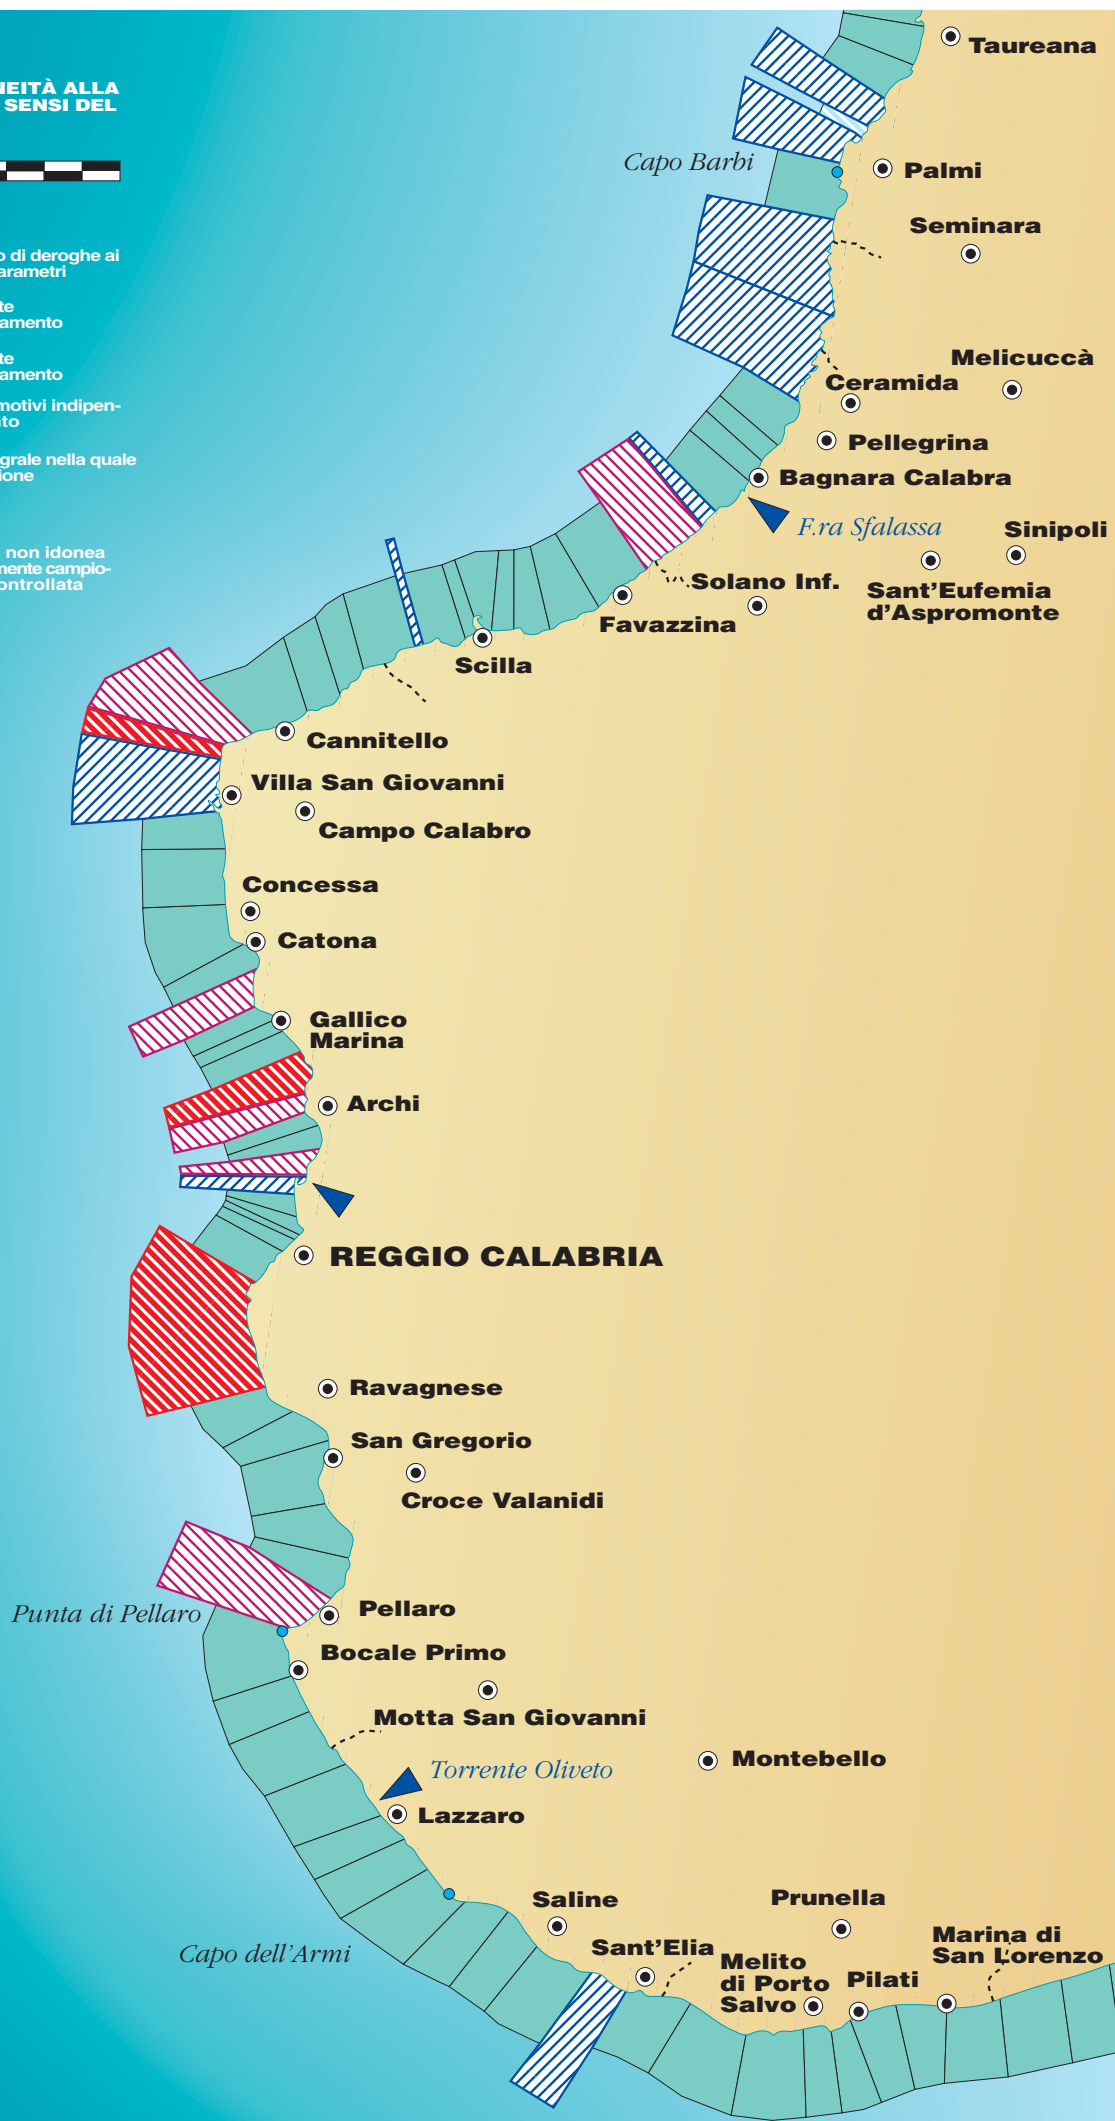 NEITÀ ALLA
SENSI DEL
o di deroghe ai
arametri
te
amento
te
amento
motivi indipen-
to
grale nella quale
ione
non idonea
mente campio-
ontrollata
Taureana
Capo Barbi
Palmi
Seminara
Melicuccà
Ceramida
Pellegrina
Bagnara Calabra
F.ra Sfalassa
Sinipoli
Solano Inf.
Sant'Eufemia
d'Aspromonte
Favazzina
Scilla
Cannitello
Villa San Giovanni
Campo Calabro
Concessa
Catona
Gallico
Marina
Archi
REGGIO CALABRIA
Ravagnese
San Gregorio
Croce Valanidi
Punta di Pellaro
Pellaro
Bocale Primo
Motta San Giovanni
Montebello
Torrente Oliveto
Lazzaro
Saline
Prunella
Capo dell'Armi
Sant'Elia
Marina di
San Lorenzo
Melito
di Porto
Salvo
Pilati